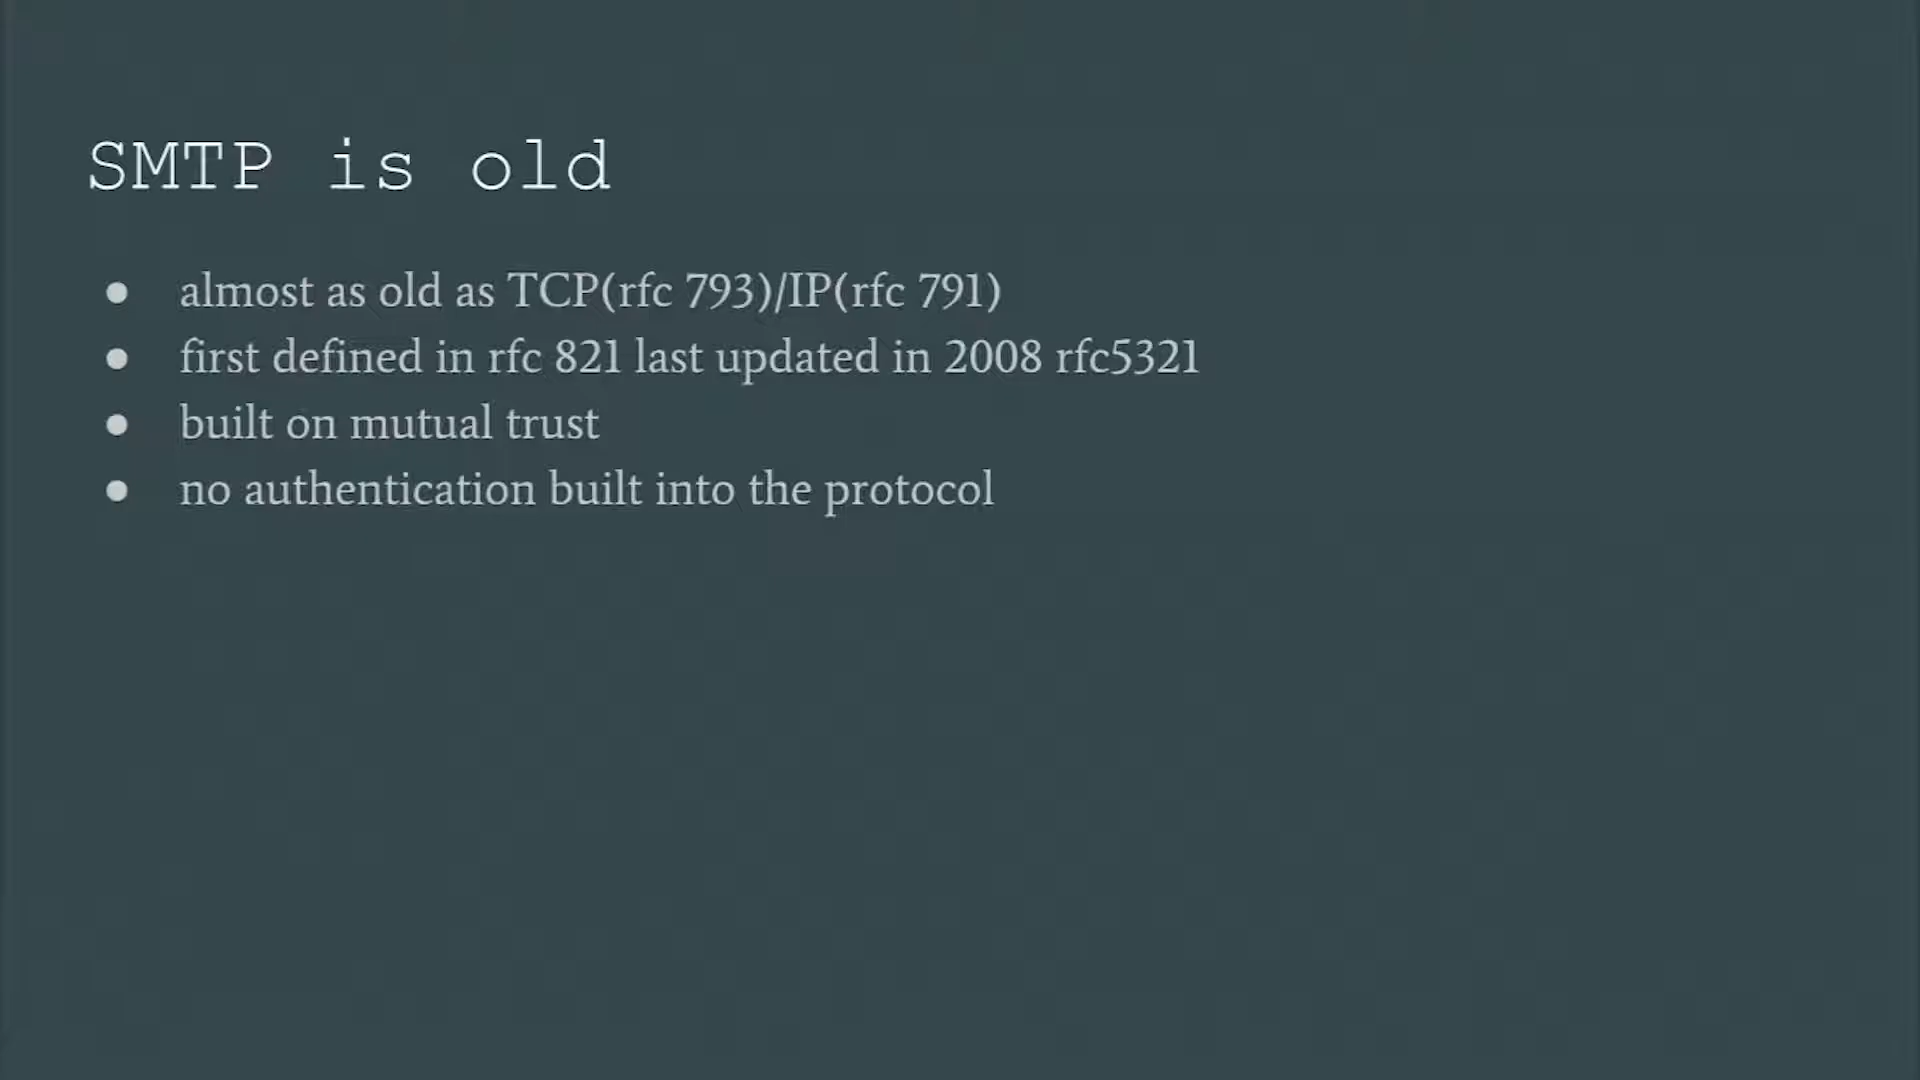 SMTP is old
● almost as old as TCP(rfc 793)/IP(rfc 791)
● first defined in rfc 821 last updated in 2008 rfc5321
● built on mutual trust
● no authentication built into the protocol